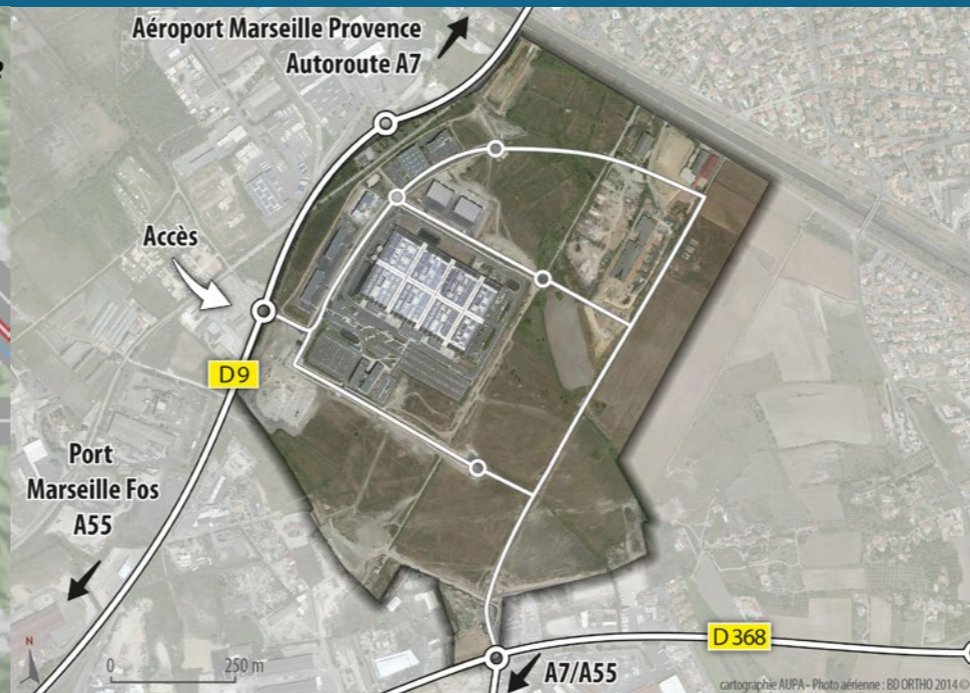 Aéroport Marseille Provence
Autoroute A7
Accès
D9
Port
Marseille Fos
A55
N
0 250 m
D 368
A7/A55
cartographie AUPA - Photo aérienne : BD ORTHO 2014 ©